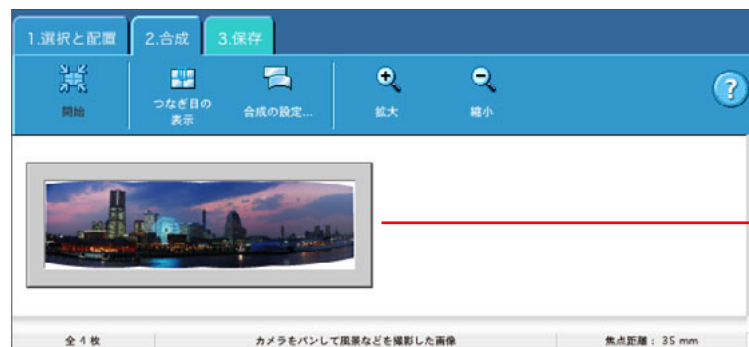 1.選択と配置 2.合成 3.保存
開始 つなぎ目の 合成の設定... 拡大 縮小 ?
表示
全 4 枚 カメラをパンして風景などを撮影した画像 焦点距離： 35 mm